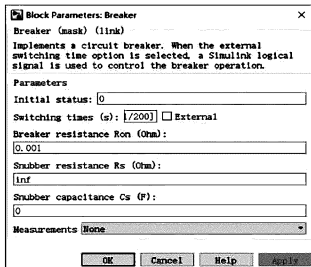 Block Parameters: Breaker
Breaker (mask) (link)
Implements a circuit breaker. When the external
switching time option is selected, a Simulink logical
signal is used to control the breaker operation.
Parameters
Initial status: 0
Switching times (s): 1/200] External
Breaker resistance Ron (Ohm):
0.001
Snubber resistance Rs (Ohm):
inf
Snubber capacitance Cs (F):
0
Measurements None
OK Cancel Help Apply